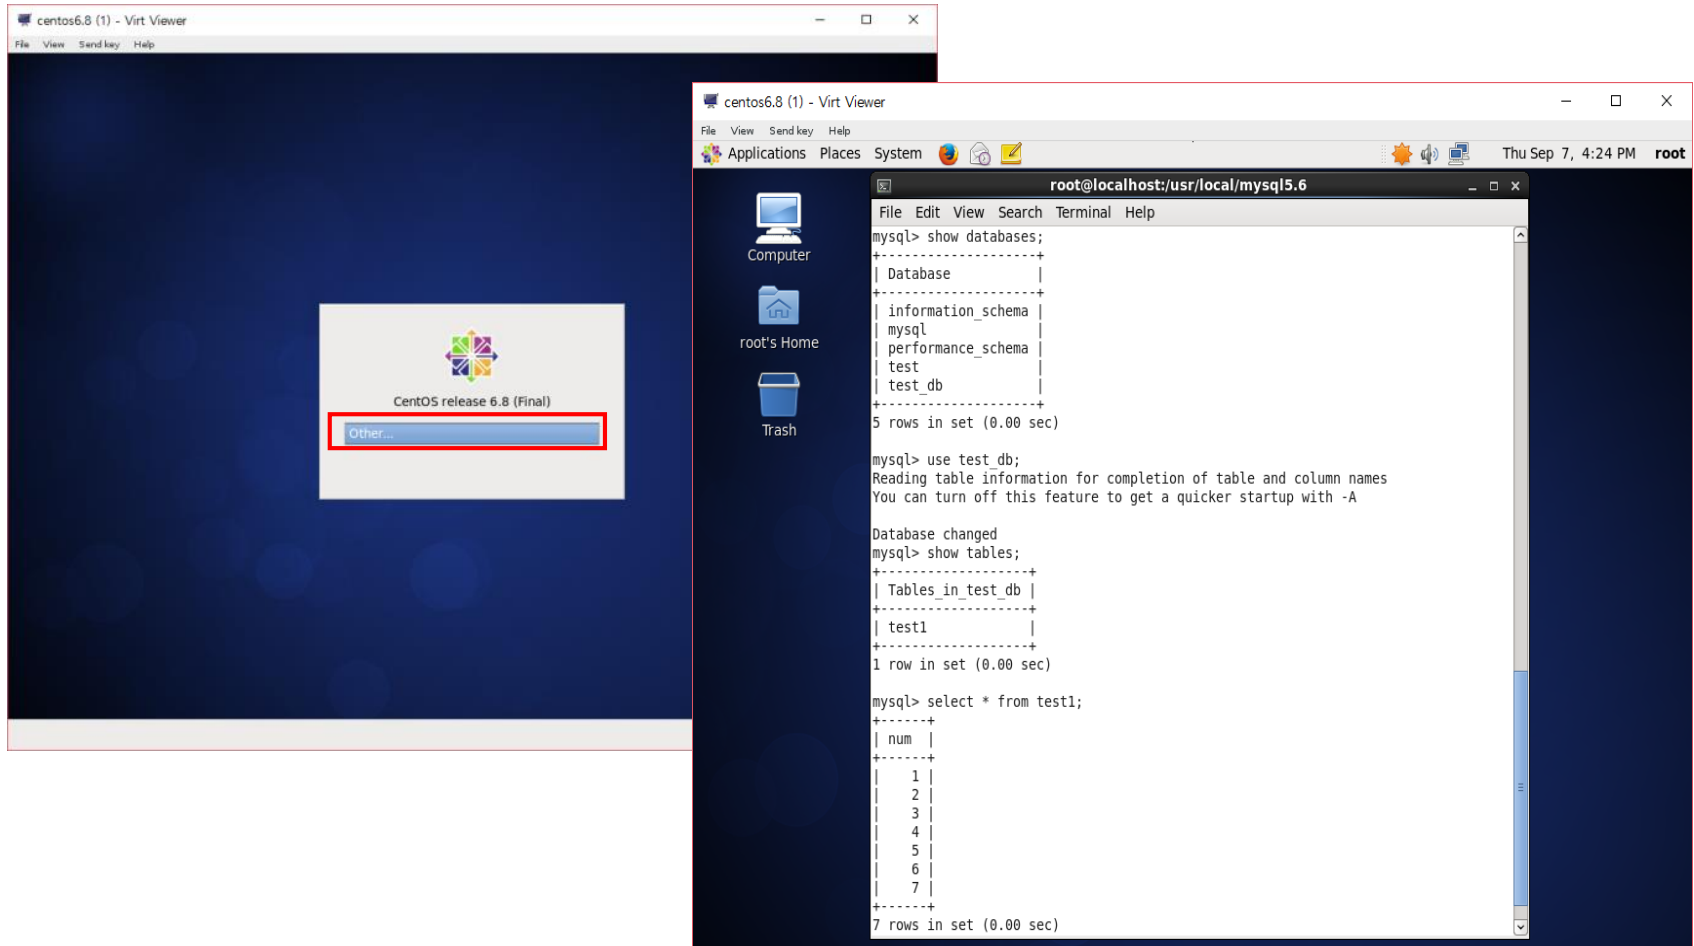 centos6.8 (1) - Virt Viewer
File View Send key Help
CentOS release 6.8 (Final)
Other...
centos6.8 (1) - Virt Viewer
File View Send key Help
Applications Places System Thu Sep 7, 4:24 PM root
Computer
root's Home
Trash
root@localhost:/usr/local/mysql5.6
File Edit View Search Terminal Help
mysql> show databases;
+--------------------+
| Database           |
+--------------------+
| information_schema |
| mysql              |
| performance_schema |
| test               |
| test_db            |
+--------------------+
5 rows in set (0.00 sec)
mysql> use test_db;
Reading table information for completion of table and column names
You can turn off this feature to get a quicker startup with -A
Database changed
mysql> show tables;
+-------------------+
| Tables_in_test_db |
+-------------------+
| test1             |
+-------------------+
1 row in set (0.00 sec)
mysql> select * from test1;
+------+
| num  |
+------+
|    1 |
|    2 |
|    3 |
|    4 |
|    5 |
|    6 |
|    7 |
+------+
7 rows in set (0.00 sec)